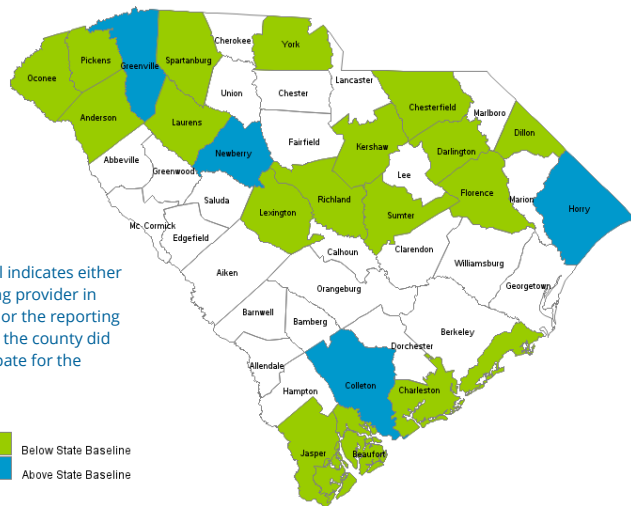 Cherokee
York
Spartanburg
Greenville
Pickens
Oconee
Lancaster
Union
Chester
Chesterfield
Marlboro
Anderson
Laurens
Dillon
Fairfield
Kershaw
Darlington
Newberry
Abbeville
Greenwood
Lee
Florence
Marion
Horry
Saluda
Richland
Lexington
Sumter
Mc Cormick
Edgefield
Calhoun
Clarendon
Williamsburg
Aiken
Orangeburg
Georgetown
Barnwell
Bamberg
Berkeley
Dorchester
Allendale
Colleton
Charleston
Hampton
Jasper
Beaufort
l indicates either
ng provider in
or the reporting
the county did
pate for the
Below State Baseline
Above State Baseline